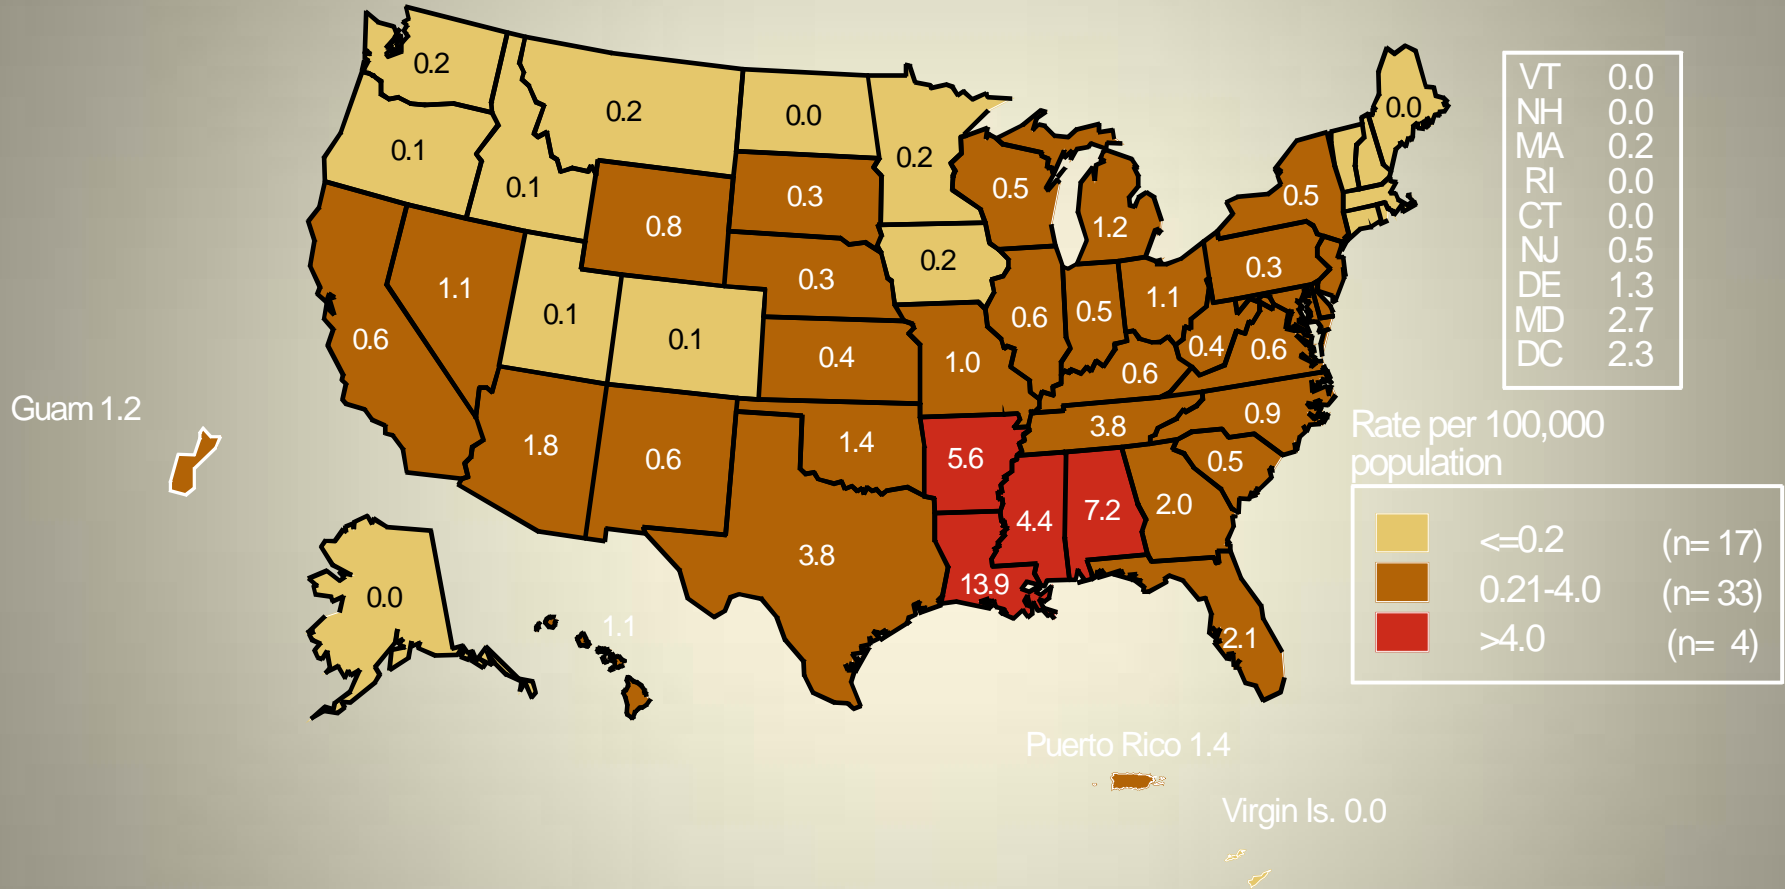 0.2
0.2
0.0
0.2
0.1
0.1
0.8
0.3
0.5
1.2
0.5
0.0
0.6
1.1
0.1
0.1
0.3
0.2
0.6
0.5
1.1
0.3
0.4
1.0
0.6
0.4
0.6
1.8
0.6
1.4
5.6
3.8
0.9
0.5
3.8
13.9
4.4
7.2
2.0
2.1
0.0
1.1
VT 0.0
NH 0.0
MA 0.2
RI 0.0
CT 0.0
NJ 0.5
DE 1.3
MD 2.7
DC 2.3
Guam 1.2
Rate per 100,000
population
<=0.2 (n= 17)
0.21-4.0 (n= 33)
>4.0 (n= 4)
Puerto Rico 1.4
Virgin Is. 0.0